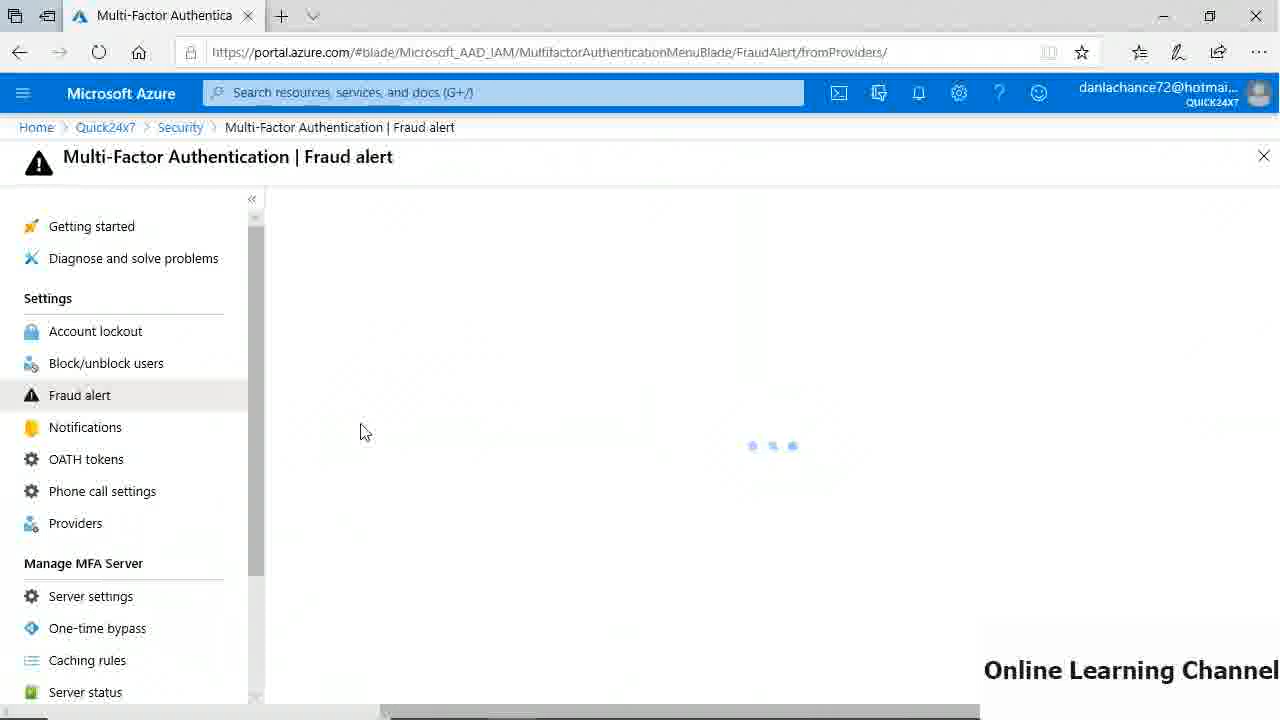 Multi-Factor Authentica
https://portal.azure.com/#blade/Microsoft_AAD_IAM/MultifactorAuthenticationMenuBlade/FraudAlert/fromProviders/
Microsoft Azure
Search resources, services, and docs (G+/)
danlachance72@hotmai...
QUICK24X7
Home > Quick24x7 > Security > Multi-Factor Authentication | Fraud alert
Multi-Factor Authentication | Fraud alert
«
Getting started
Diagnose and solve problems
Settings
Account lockout
Block/unblock users
Fraud alert
Notifications
OATH tokens
Phone call settings
Providers
Manage MFA Server
Server settings
One-time bypass
Caching rules
Server status
Online Learning Channel